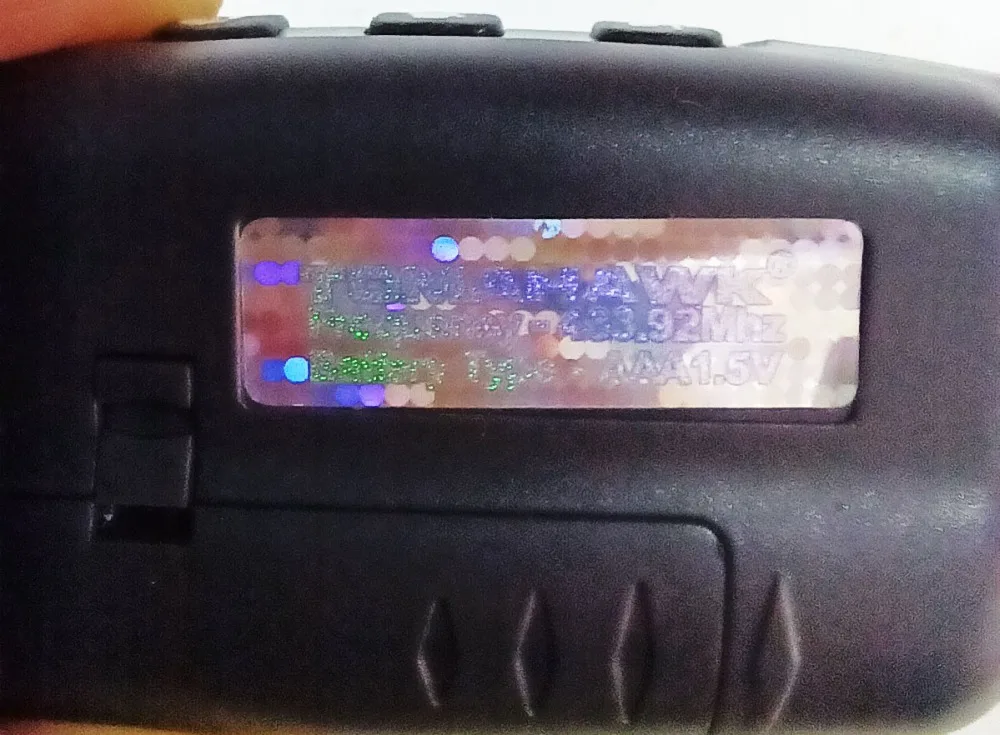 TOMAHAWK®
433.92Mhz
Battery Type - AAA1.5V